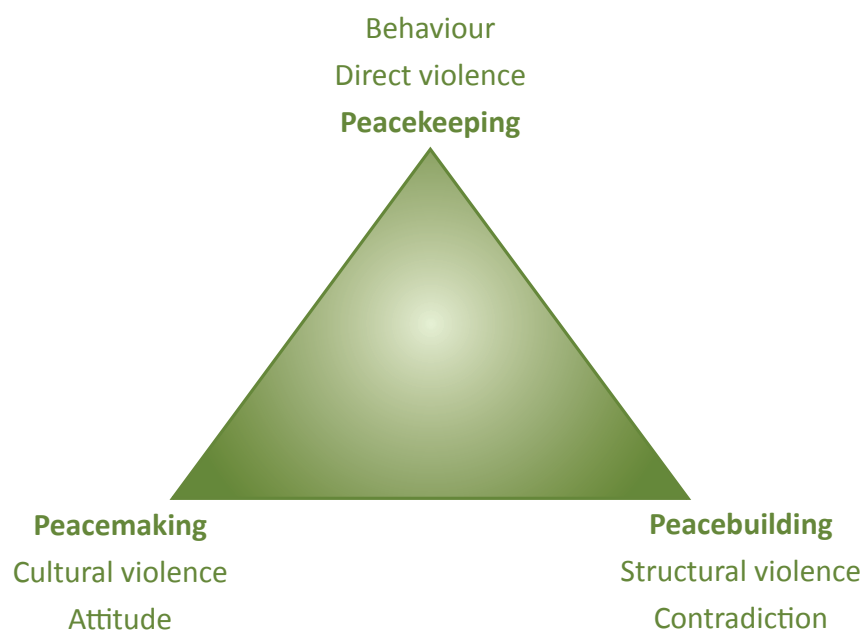 Behaviour
Direct violence
Peacekeeping
Peacemaking
Cultural violence
Attitude
Peacebuilding
Structural violence
Contradiction